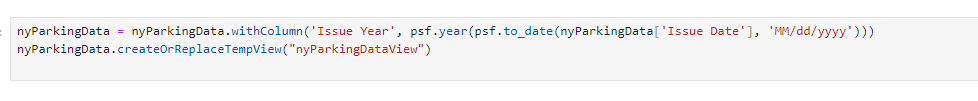 nyParkingData = nyParkingData.withColumn('Issue Year', psf.year(psf.to_date(nyParkingData['Issue Date'], 'MM/dd/yyyy')))
nyParkingData.createOrReplaceTempView("nyParkingDataView")